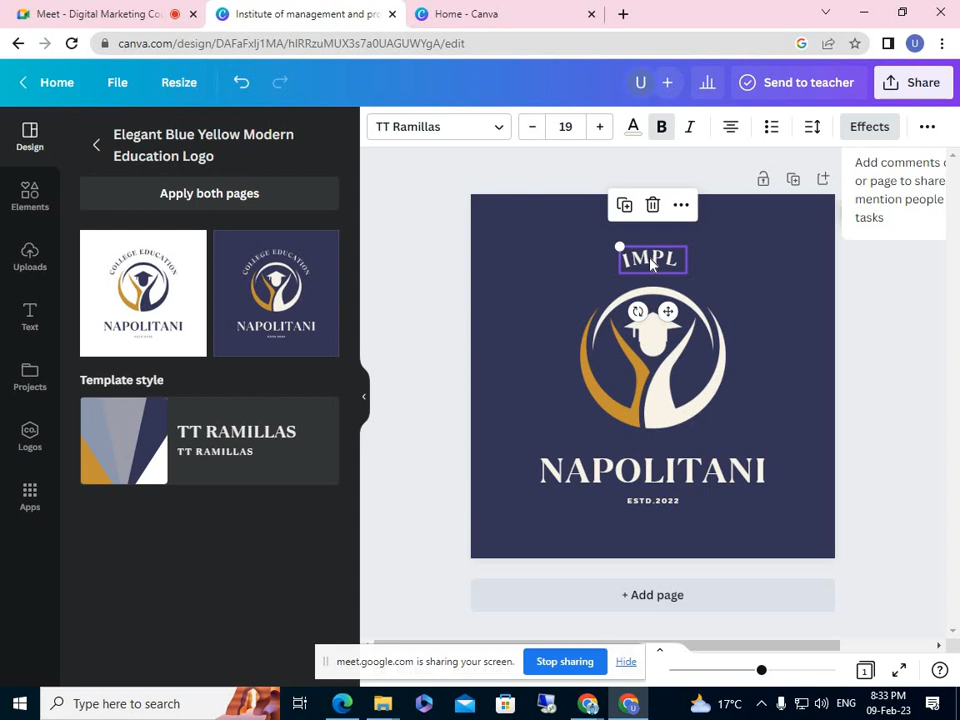 Meet - Digital Marketing Cou
Institute of management and pro
Home - Canva
canva.com/design/DAFaFxIj1MA/hIRRzuMUX3s7a0UAGUWYgA/edit
U
Home
File
Resize
U
Send to teacher
Share
Design
Elements
Uploads
Text
Projects
CO.
Logos
Apps
Elegant Blue Yellow Modern
Education Logo
Apply both pages
COLLEGE EDUCATION
NAPOLITANI
COLLEGE EDUCATION
NAPOLITANI
Template style
TT RAMILLAS
TT RAMILLAS
TT Ramillas
19
A
B
I
Effects
Add comments
or page to share
mention people
tasks
IMPL
NAPOLITANI
ESTD.2022
+ Add page
meet.google.com is sharing your screen.
Stop sharing
Hide
1
Type here to search
17°C
8:33 PM
09-Feb-23